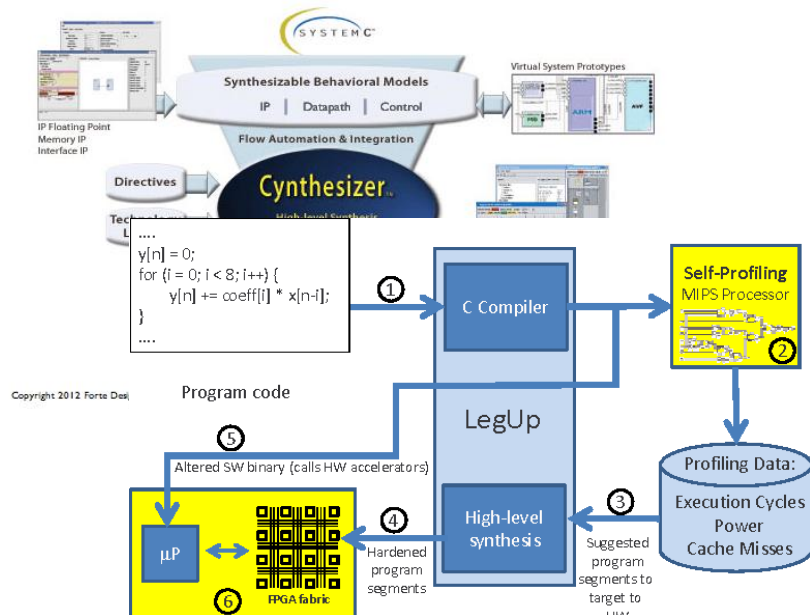 SYSTEM C™
Synthesizable Behavioral Models
IP | Datapath | Control
Virtual System Prototypes
ARM
IP Floating Point
Memory IP
Interface IP
Flow Automation & Integration
Directives
Cynthesizer™
High-level Synthesis
....
y[n] = 0;
for (i = 0; i < 8; i++) {
y[n] += coeff[i] * x[n-i];
}
....
1
C Compiler
Self-Profiling
MIPS Processor
2
Copyright 2012 Forte
Program code
LegUp
5
Altered SW binary (calls HW accelerators)
Profiling Data:
Execution Cycles
Power
Cache Misses
3
Suggested
program
segments to
target to
HW
High-level
synthesis
4
Hardened
program
segments
µP
FPGA fabric
6